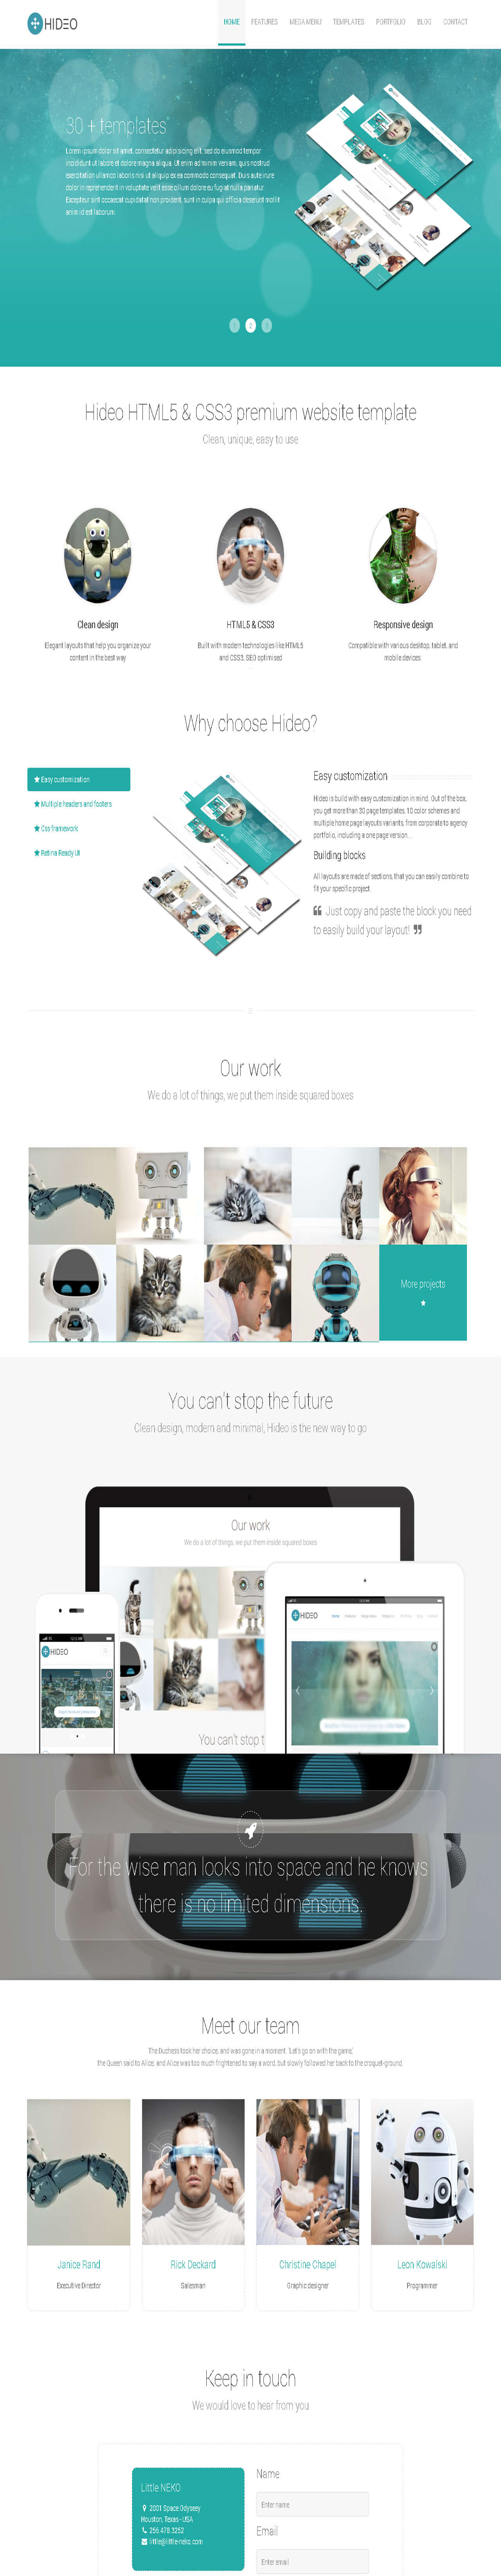 HIDEO
HOME FEATURES MEGA MENU TEMPLATES PORTFOLIO BLOG CONTACT
30 + templates
Lorem ipsum dolor sit amet, consectetur adipisicing elit, sed do eiusmod tempor
incididunt ut labore et dolore magna aliqua. Ut enim ad minim veniam, quis nostrud
exercitation ullamco laboris nisi ut aliquip ex ea commodo consequat. Duis aute irure
dolor in reprehenderit in voluptate velit esse cillum dolore eu fugiat nulla pariatur.
Excepteur sint occaecat cupidatat non proident, sunt in culpa qui officia deserunt mollit
anim id est laborum.
1 2 3
Hideo HTML5 & CSS3 premium website template
Clean, unique, easy to use
Clean design
Elegant layouts that help you organize your
content in the best way
HTML5 & CSS3
Built with modern technologies like HTML5
and CSS3, SEO optimised
Responsive design
Compatible with various desktop, tablet, and
mobile devices
Why choose Hideo?
Easy customization
Multiple headers and footers
Css framework
Retina Ready UI
Easy customization
Hideo is build with easy customization in mind. Out of the box,
you get more than 30 page templates, 10 color schemes and
multiple home page layouts variants, from corporate to agency
portfolio, including a one page version...
Building blocks
All layouts are made of sections, that you can easily combine to
fit your specific project.
Just copy and paste the block you need
to easily build your layout!
Our work
We do a lot of things, we put them inside squared boxes
More projects
You can't stop the future
Clean design, modern and minimal, Hideo is the new way to go
Our work
We do a lot of things, we put them inside squared boxes
HIDEO
HIDEO
You can't stop t
For the wise man looks into space and he knows
there is no limited dimensions.
Meet our team
The Duchess took her choice, and was gone in a moment. 'Let's go on with the game,'
the Queen said to Alice; and Alice was too much frightened to say a word, but slowly followed her back to the croquet-ground.
Janice Rand
Executive Director
Rick Deckard
Salesman
Christine Chapel
Graphic designer
Leon Kowalski
Programmer
Keep in touch
We would love to hear from you
Little NEKO
2001 Space Odyseey
Houston, Texas - USA
256.478.3262
little@little-neko.com
Name
Enter name
Email
Enter email